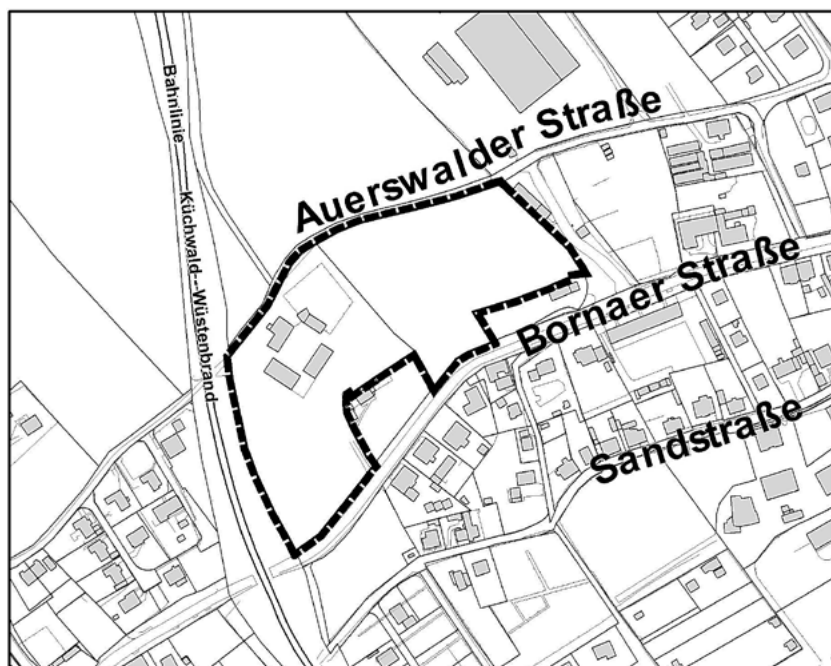 Bahnlinie
Küchwald---Wüstenbrand
Auerswalder Straße
Bornaer Straße
Sandstraße